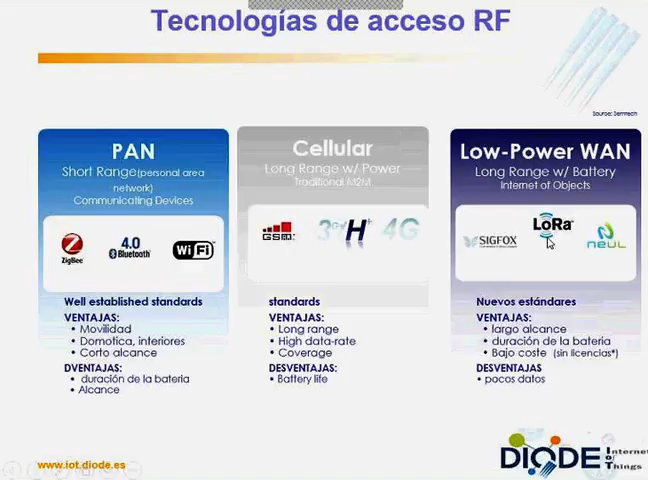 Tecnologías de acceso RF
Source: Semtech
PAN
Short Range(personal area
network)
Communicating Devices
ZigBee
4.0
Bluetooth
WiFi
Well established standards
VENTAJAS:
• Movilidad
• Domotica, interiores
• Corto alcance
DVENTAJAS:
• duración de la bateria
• Alcance
Cellular
Long Range w/ Power
Traditional M2M
GSM
3G H+ 4G
standards
VENTAJAS:
• Long range
• High data-rate
• Coverage
DESVENTAJAS:
• Battery life
Low-Power WAN
Long Range w/ Battery
Internet of Objects
SIGFOX
LoRa
neul
Nuevos estándares
VENTAJAS:
• largo alcance
• duración de la bateria
• Bajo coste (sin licencias*)
DESVENTAJAS
• pocos datos
www.iot.diode.es
DIODE
Internet
of
Things